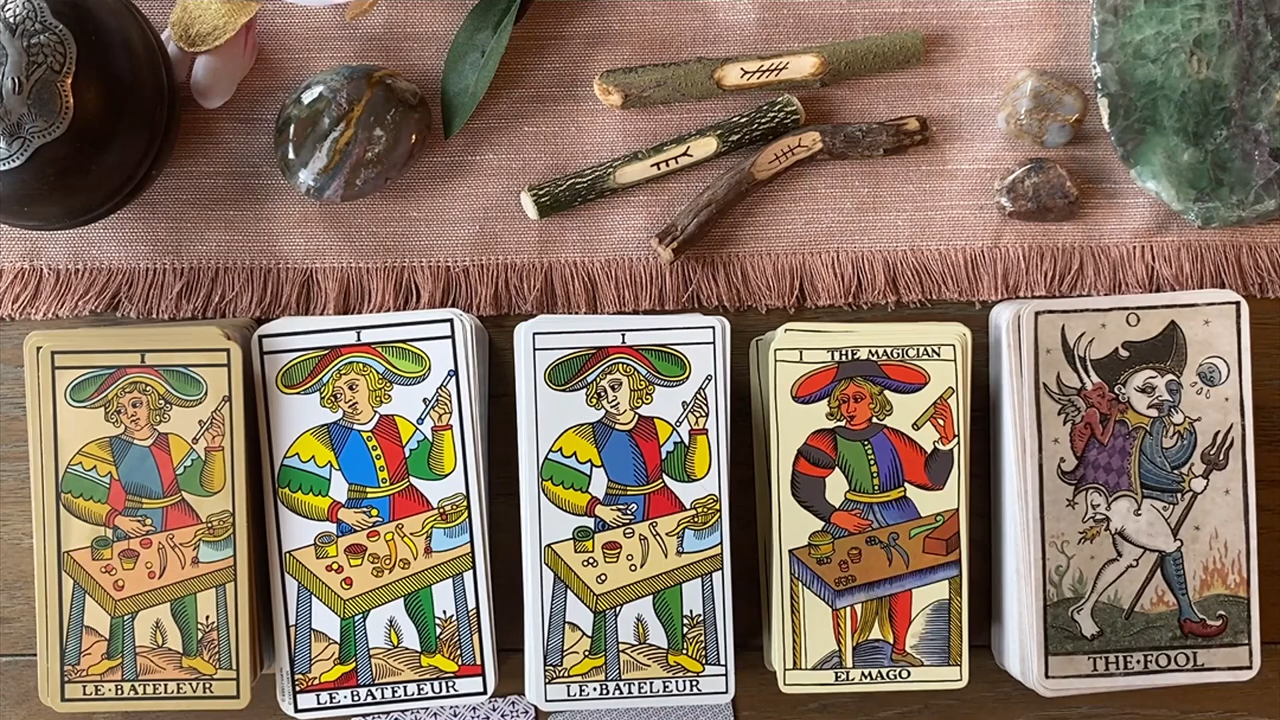 I
LE·BATELEVR
I
LE·BATELEUR
I
LE·BATELEUR
I THE MAGICIAN
EL MAGO
0
THE·FOOL